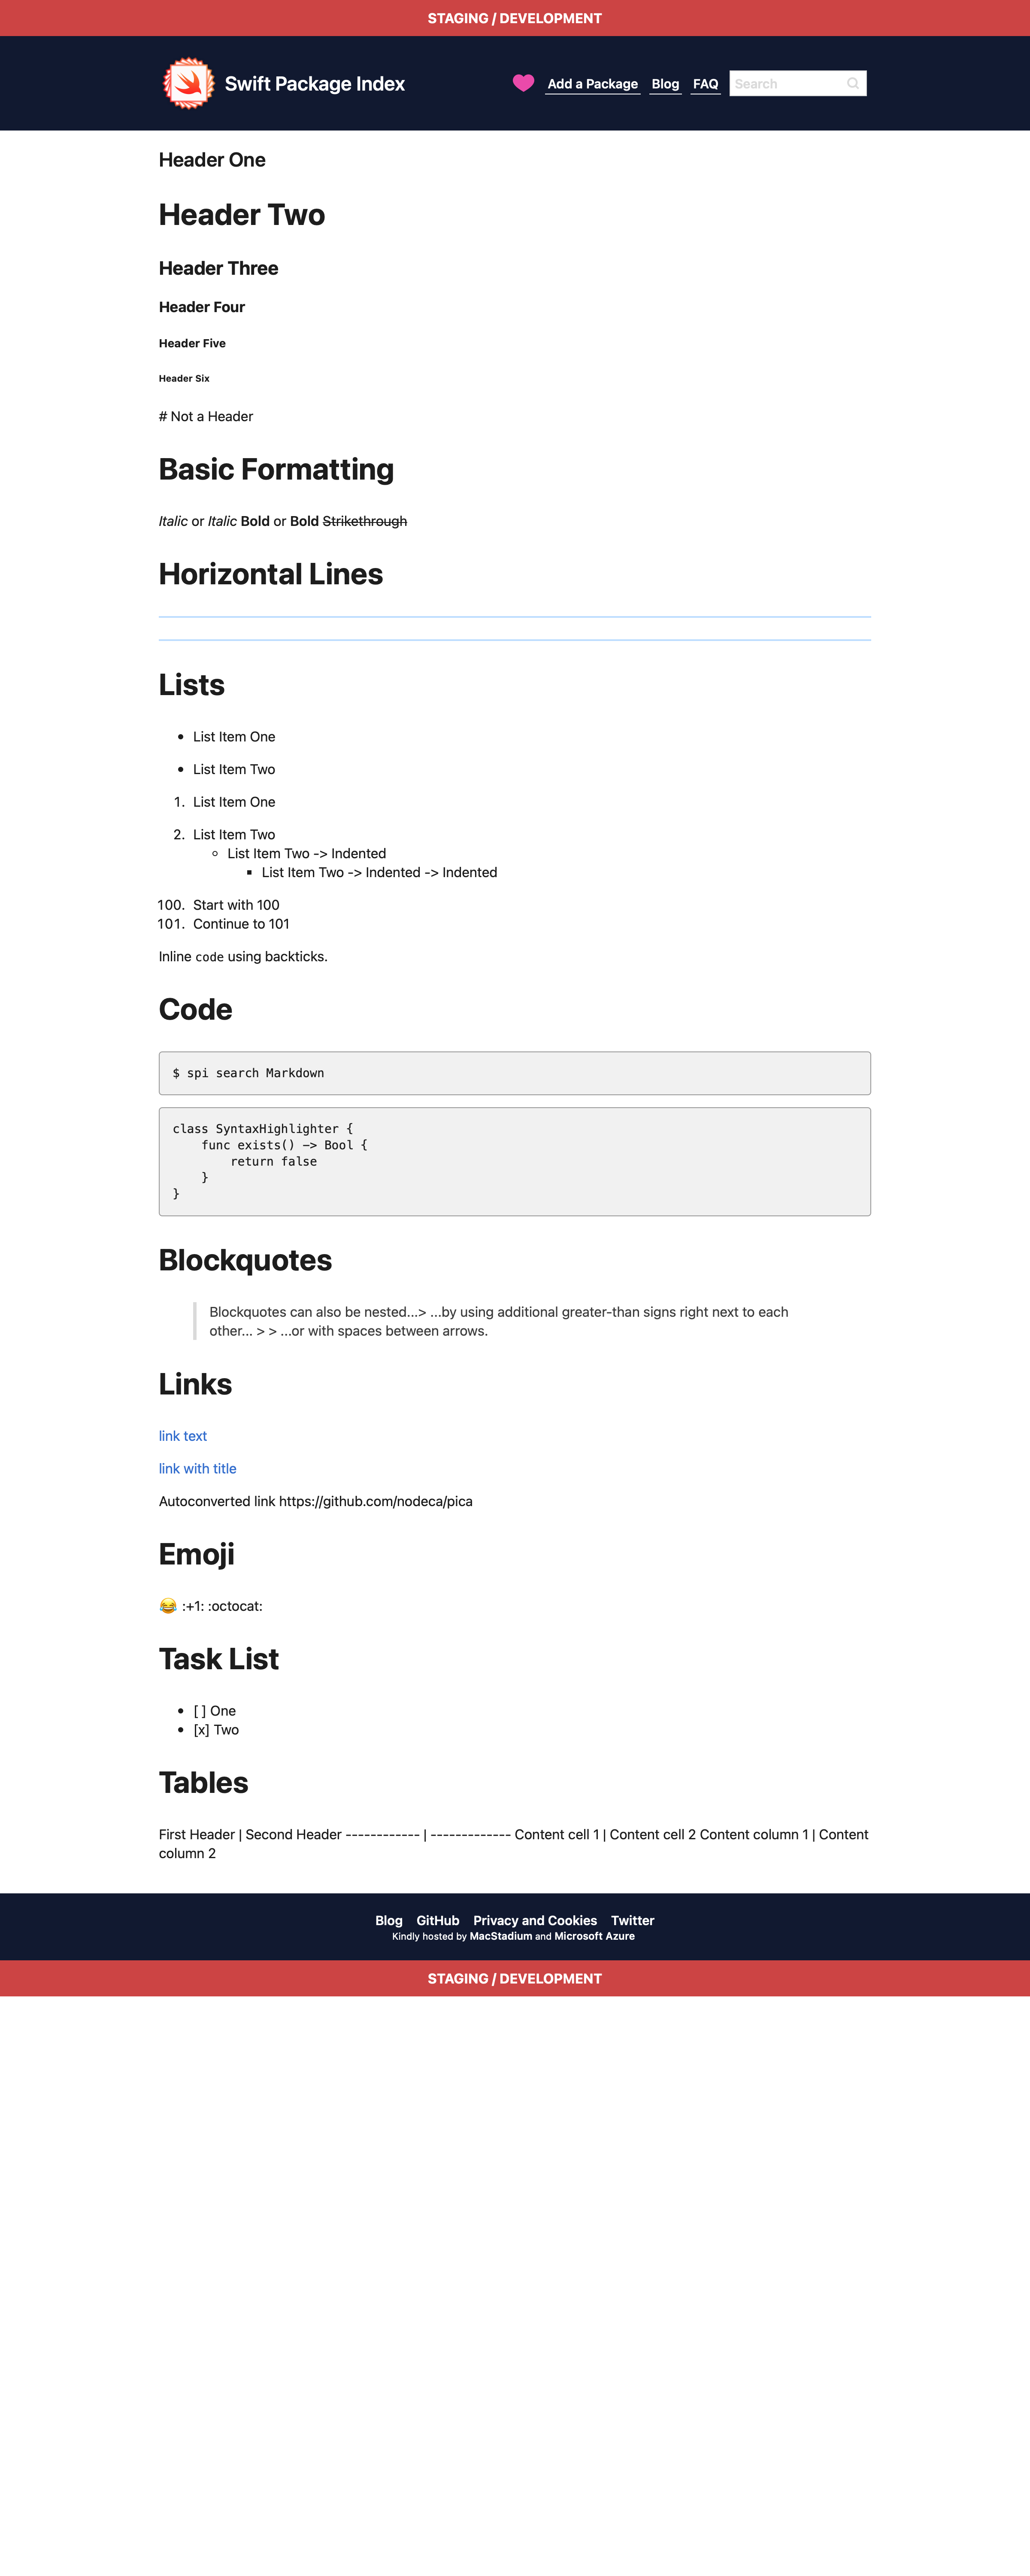 STAGING / DEVELOPMENT
Swift Package Index
Add a Package Blog FAQ Search
Header One
Header Two
Header Three
Header Four
Header Five
Header Six
# Not a Header
Basic Formatting
Italic or Italic Bold or Bold Strikethrough
Horizontal Lines
Lists
• List Item One
• List Item Two
1. List Item One
2. List Item Two
◦ List Item Two -> Indented
▪ List Item Two -> Indented -> Indented
100. Start with 100
101. Continue to 101
Inline code using backticks.
Code
$ spi search Markdown
class SyntaxHighlighter {
    func exists() -> Bool {
        return false
    }
}
Blockquotes
Blockquotes can also be nested...> ...by using additional greater-than signs right next to each
other... > > ...or with spaces between arrows.
Links
link text
link with title
Autoconverted link https://github.com/nodeca/pica
Emoji
😂 :+1: :octocat:
Task List
• [ ] One
• [x] Two
Tables
First Header | Second Header ------------ | ------------- Content cell 1 | Content cell 2 Content column 1 | Content
column 2
Blog GitHub Privacy and Cookies Twitter
Kindly hosted by MacStadium and Microsoft Azure
STAGING / DEVELOPMENT